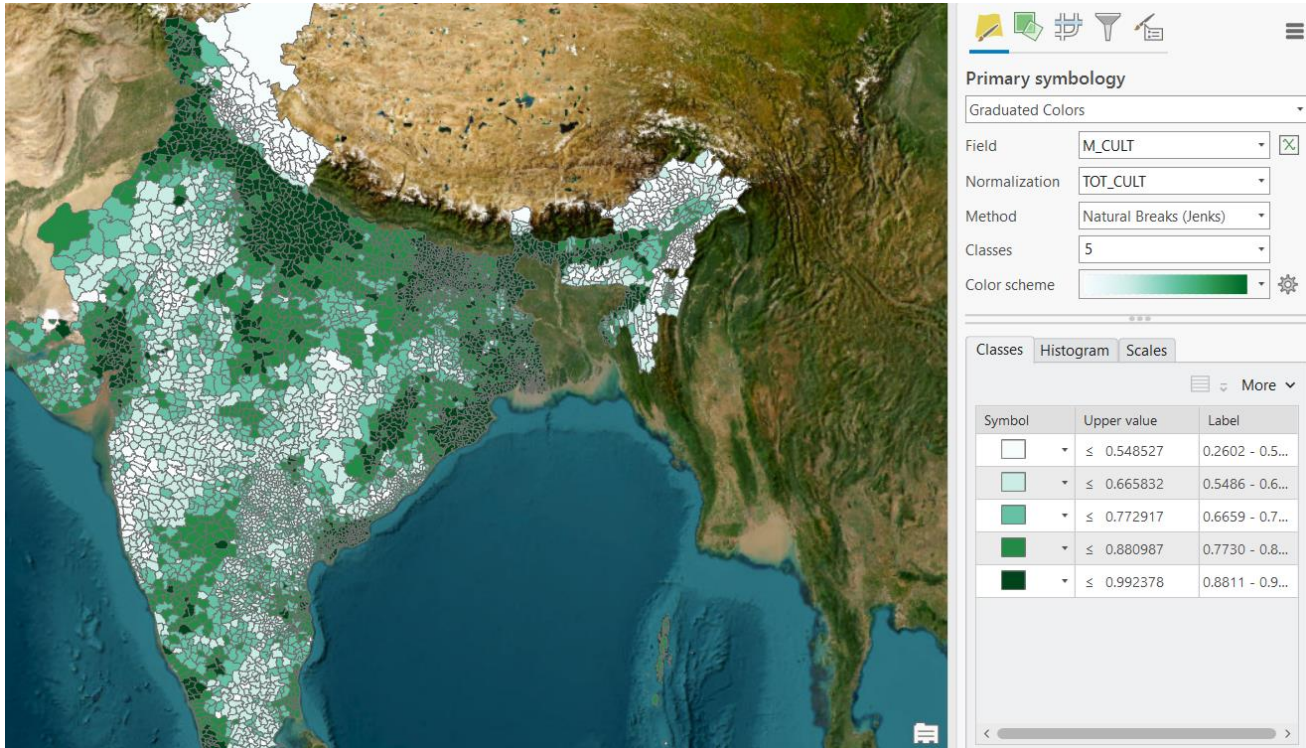 Primary symbology
Graduated Colors
Field M_CULT
Normalization TOT_CULT
Method Natural Breaks (Jenks)
Classes 5
Color scheme
Classes Histogram Scales
More
Symbol Upper value Label
≤ 0.548527 0.2602 - 0.5...
≤ 0.665832 0.5486 - 0.6...
≤ 0.772917 0.6659 - 0.7...
≤ 0.880987 0.7730 - 0.8...
≤ 0.992378 0.8811 - 0.9...